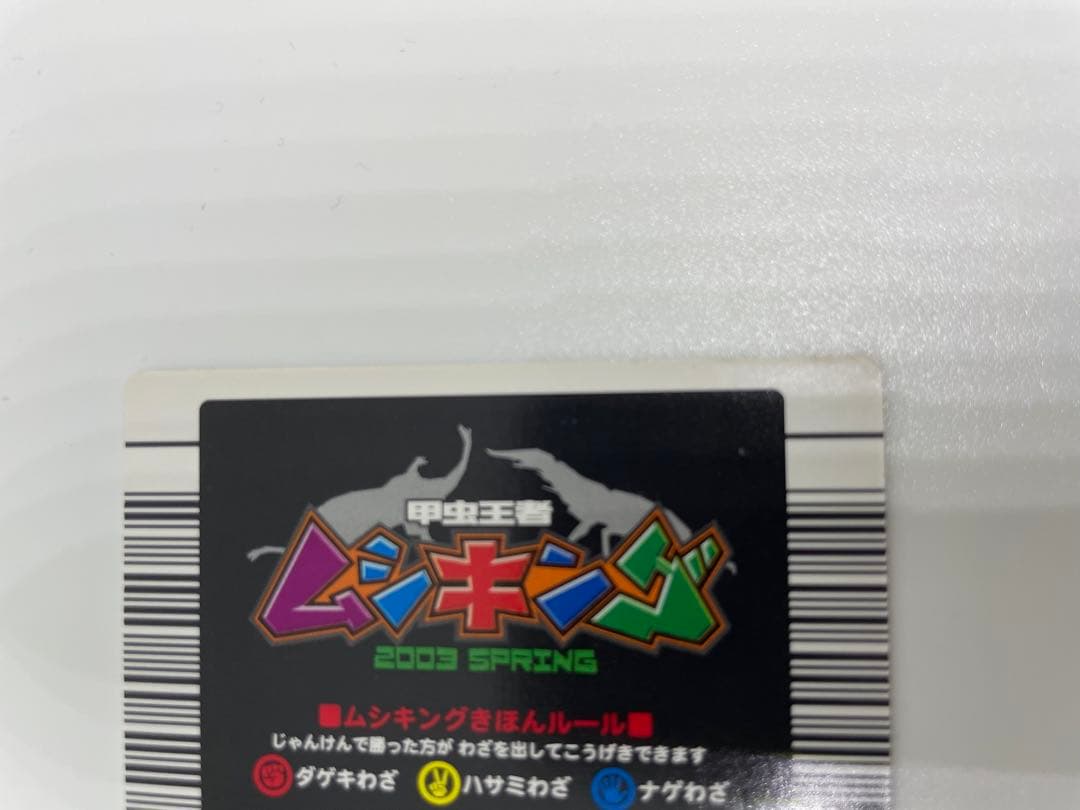 甲虫王者
ムシキング
2003 SPRING
■ムシキングきほんルール■
じゃんけんで勝った方が わざを出してこうげきできます
ダゲキわざ ハサミわざ ナゲわざ